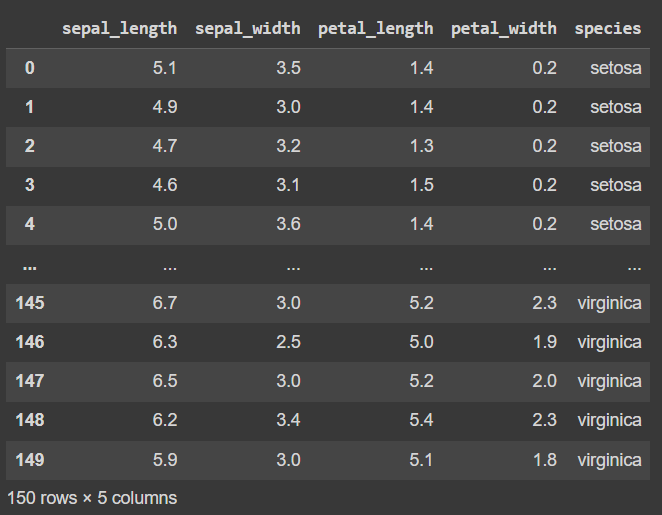 sepal_length sepal_width petal_length petal_width species
0 5.1 3.5 1.4 0.2 setosa
1 4.9 3.0 1.4 0.2 setosa
2 4.7 3.2 1.3 0.2 setosa
3 4.6 3.1 1.5 0.2 setosa
4 5.0 3.6 1.4 0.2 setosa
... ... ... ... ... ...
145 6.7 3.0 5.2 2.3 virginica
146 6.3 2.5 5.0 1.9 virginica
147 6.5 3.0 5.2 2.0 virginica
148 6.2 3.4 5.4 2.3 virginica
149 5.9 3.0 5.1 1.8 virginica
150 rows × 5 columns